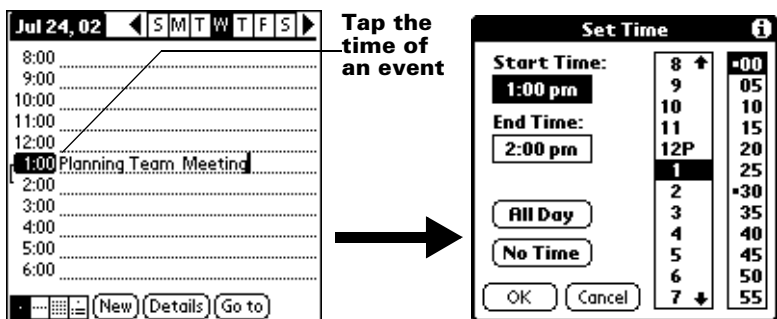 Jul 24, 02 S M T W T F S
8:00
9:00
10:00
11:00
12:00
1:00 Planning Team Meeting
2:00
3:00
4:00
5:00
6:00
New Details Go to
Tap the
time of
an event
Set Time i
Start Time:
1:00 pm
End Time:
2:00 pm
All Day
No Time
OK Cancel
8
9
10
11
12P
1
2
3
4
5
6
7
00
05
10
15
20
25
30
35
40
45
50
55